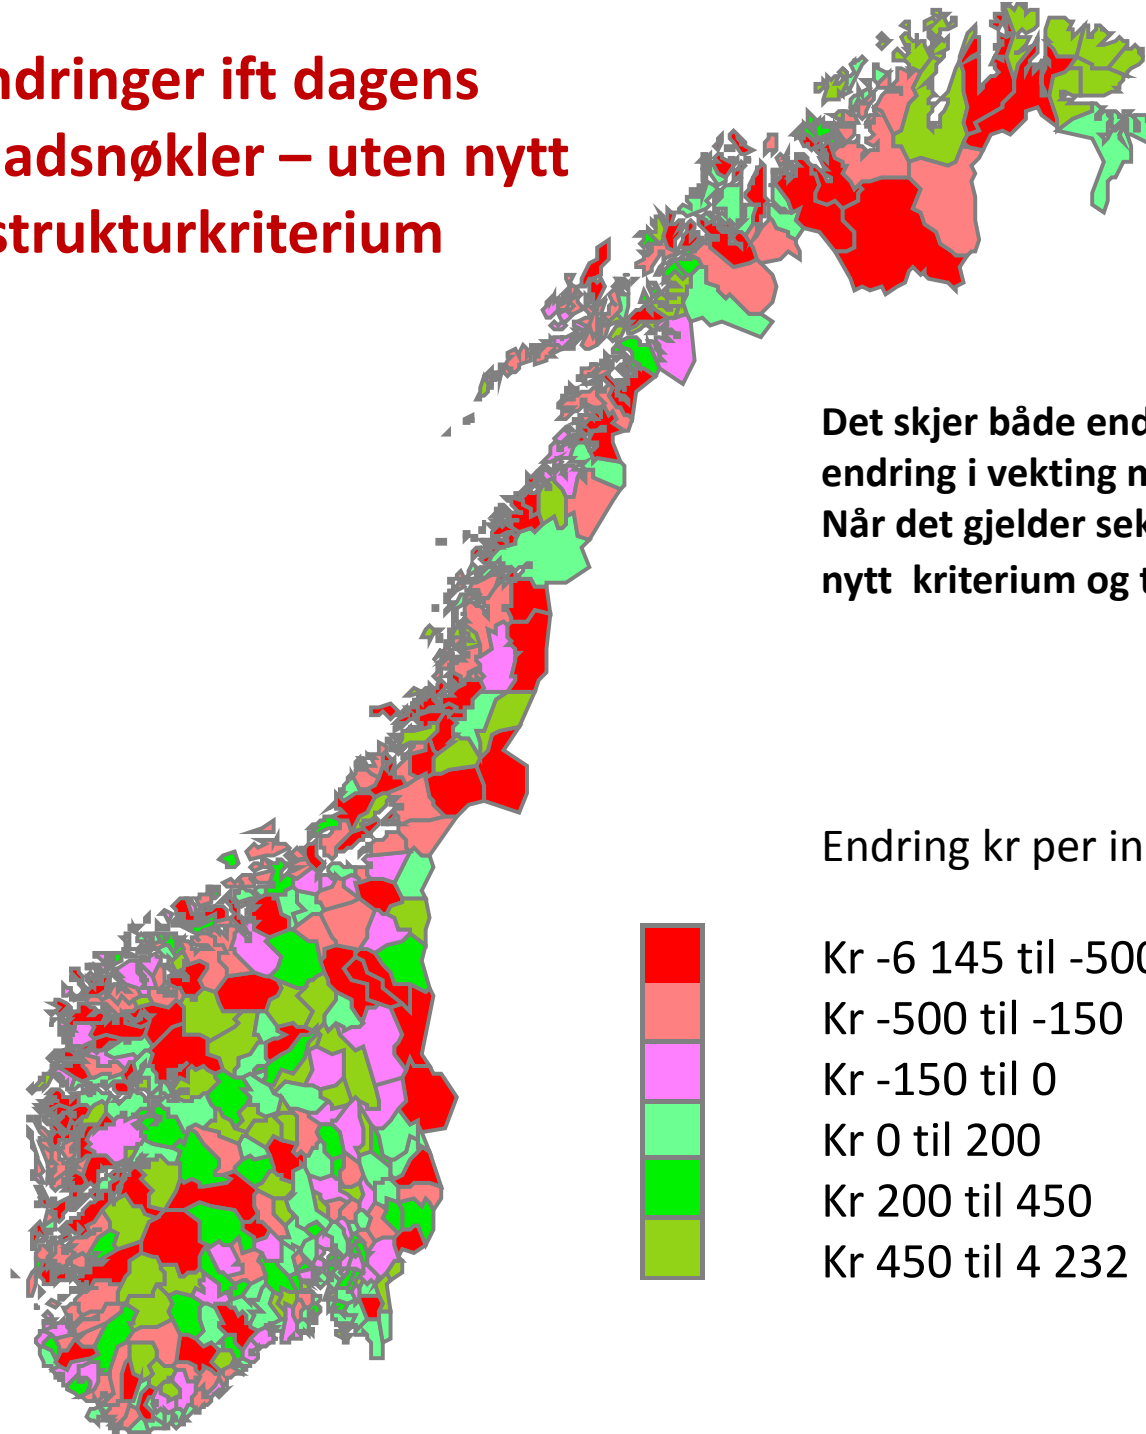 ndringer ift dagens
adsnøkler – uten nytt
strukturkriterium
Det skjer både end
endring i vekting n
Når det gjelder sek
nytt kriterium og t
Endring kr per in
Kr -6 145 til -500
Kr -500 til -150
Kr -150 til 0
Kr 0 til 200
Kr 200 til 450
Kr 450 til 4 232